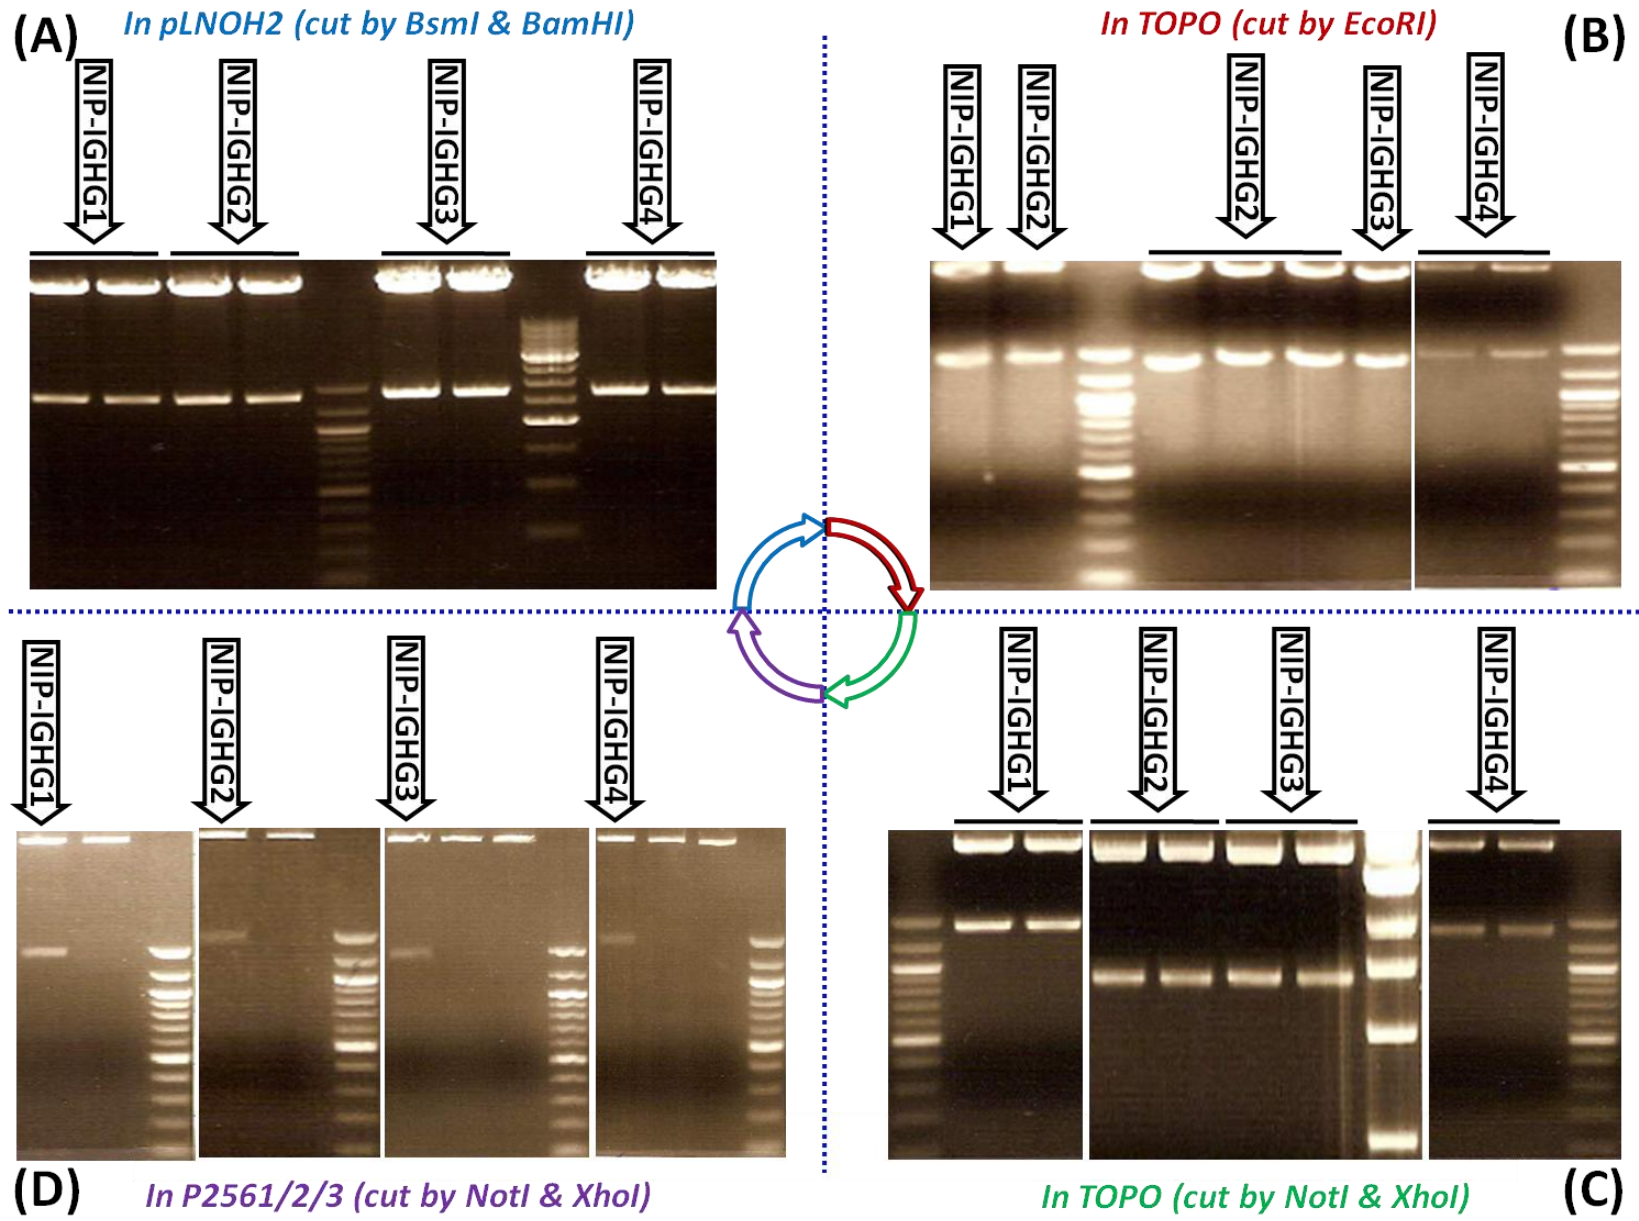 (A)
In pLNOH2 (cut by BsmI & BamHI)
NIP-IGHG1
NIP-IGHG2
NIP-IGHG3
NIP-IGHG4
In TOPO (cut by EcoRI)
(B)
NIP-IGHG1
NIP-IGHG2
NIP-IGHG2
NIP-IGHG3
NIP-IGHG4
NIP-IGHG1
NIP-IGHG2
NIP-IGHG3
NIP-IGHG4
(D)
In P2561/2/3 (cut by NotI & XhoI)
NIP-IGHG1
NIP-IGHG2
NIP-IGHG3
NIP-IGHG4
In TOPO (cut by NotI & XhoI)
(C)